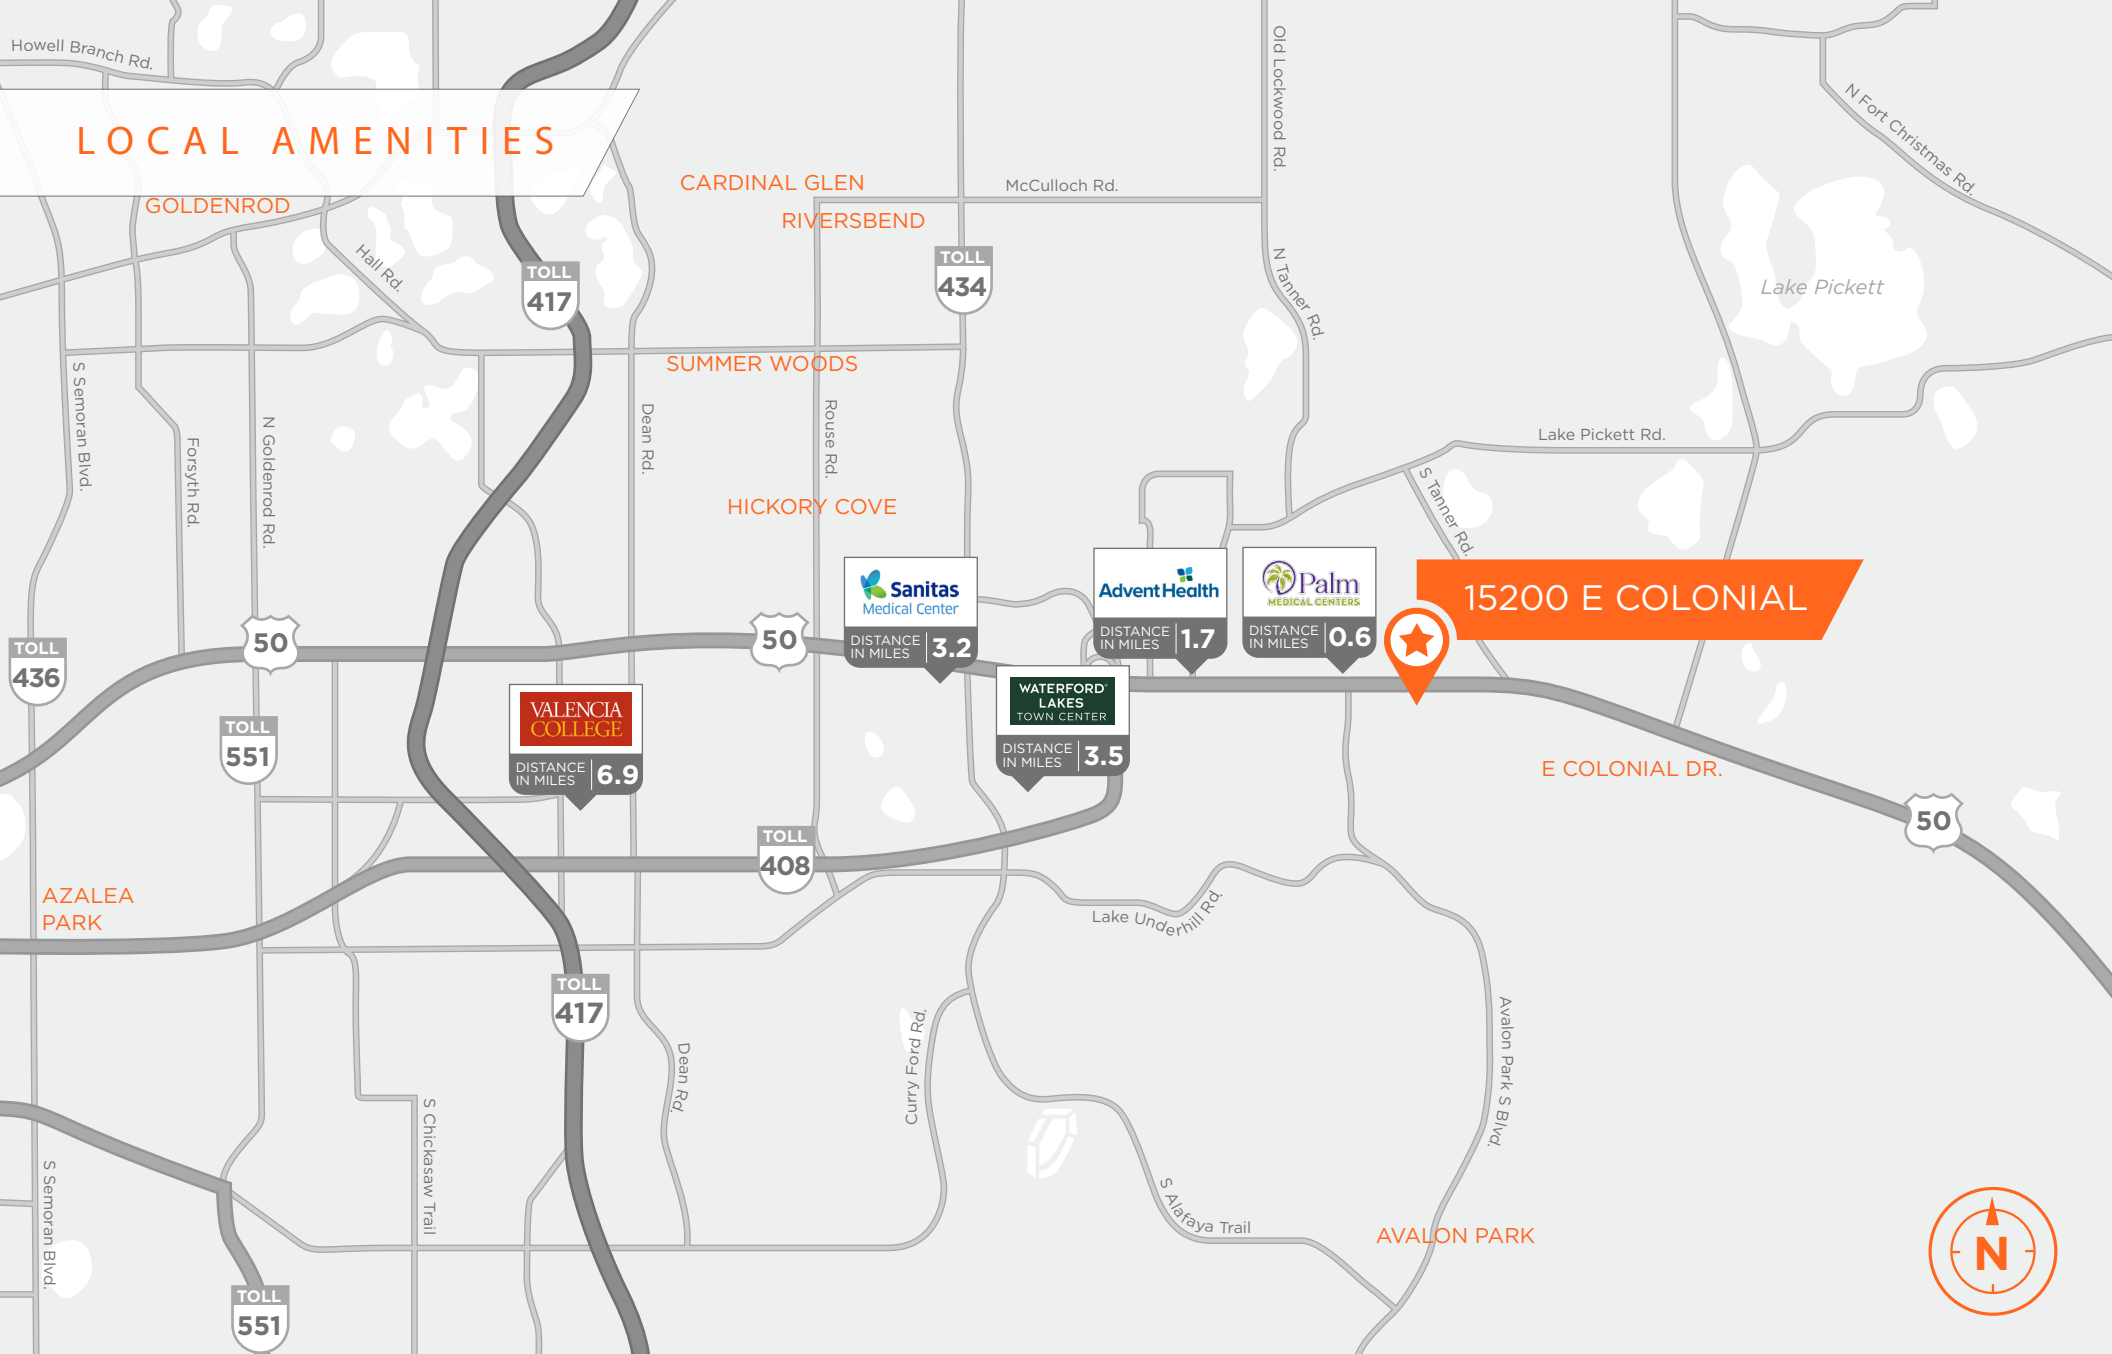 Howell Branch Rd.
LOCAL AMENITIES
GOLDENROD
CARDINAL GLEN
RIVERSBEND
McCulloch Rd.
Old Lockwood Rd.
N Fort Christmas Rd.
Hall Rd.
TOLL
417
TOLL
434
N Tanner Rd.
Lake Pickett
SUMMER WOODS
S Semoran Blvd.
Forsyth Rd.
N Goldenrod Rd.
Dean Rd.
Rouse Rd.
Lake Pickett Rd.
S Tanner Rd.
HICKORY COVE
Sanitas
Medical Center
DISTANCE
IN MILES
3.2
AdventHealth
DISTANCE
IN MILES
1.7
Palm
MEDICAL CENTERS
DISTANCE
IN MILES
0.6
15200 E COLONIAL
TOLL
436
50
50
TOLL
551
VALENCIA
COLLEGE
DISTANCE
IN MILES
6.9
WATERFORD
LAKES
TOWN CENTER
DISTANCE
IN MILES
3.5
E COLONIAL DR.
50
TOLL
408
AZALEA
PARK
Lake Underhill Rd.
TOLL
417
Dean Rd.
Curry Ford Rd.
Avalon Park S Blvd.
S Chickasaw Trail
S Semoran Blvd.
S Alafaya Trail
AVALON PARK
TOLL
551
N